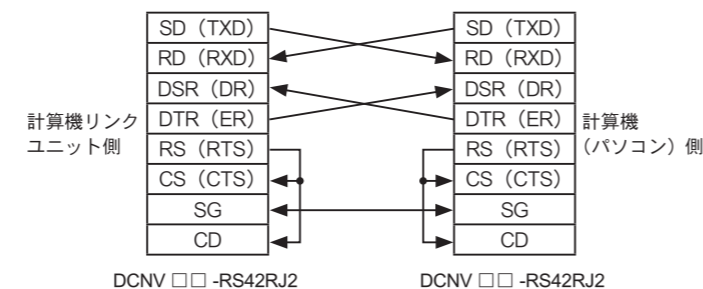 SD（TXD）
RD（RXD）
DSR（DR）
DTR（ER）
RS（RTS）
CS（CTS）
SG
CD
計算機リンク
ユニット側
DCNV □□ -RS42RJ2
SD（TXD）
RD（RXD）
DSR（DR）
DTR（ER）
RS（RTS）
CS（CTS）
SG
CD
計算機
（パソコン）側
DCNV □□ -RS42RJ2